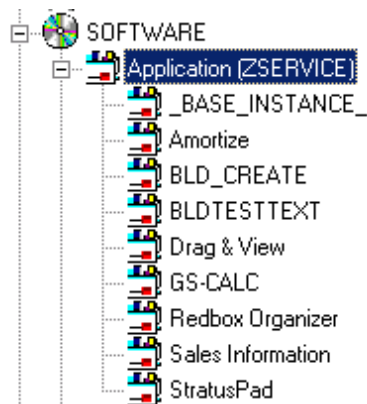 SOFTWARE
Application (ZSERVICE)
_BASE_INSTANCE_
Amortize
BLD_CREATE
BLDTESTTEXT
Drag & View
GS-CALC
Redbox Organizer
Sales Information
StratusPad